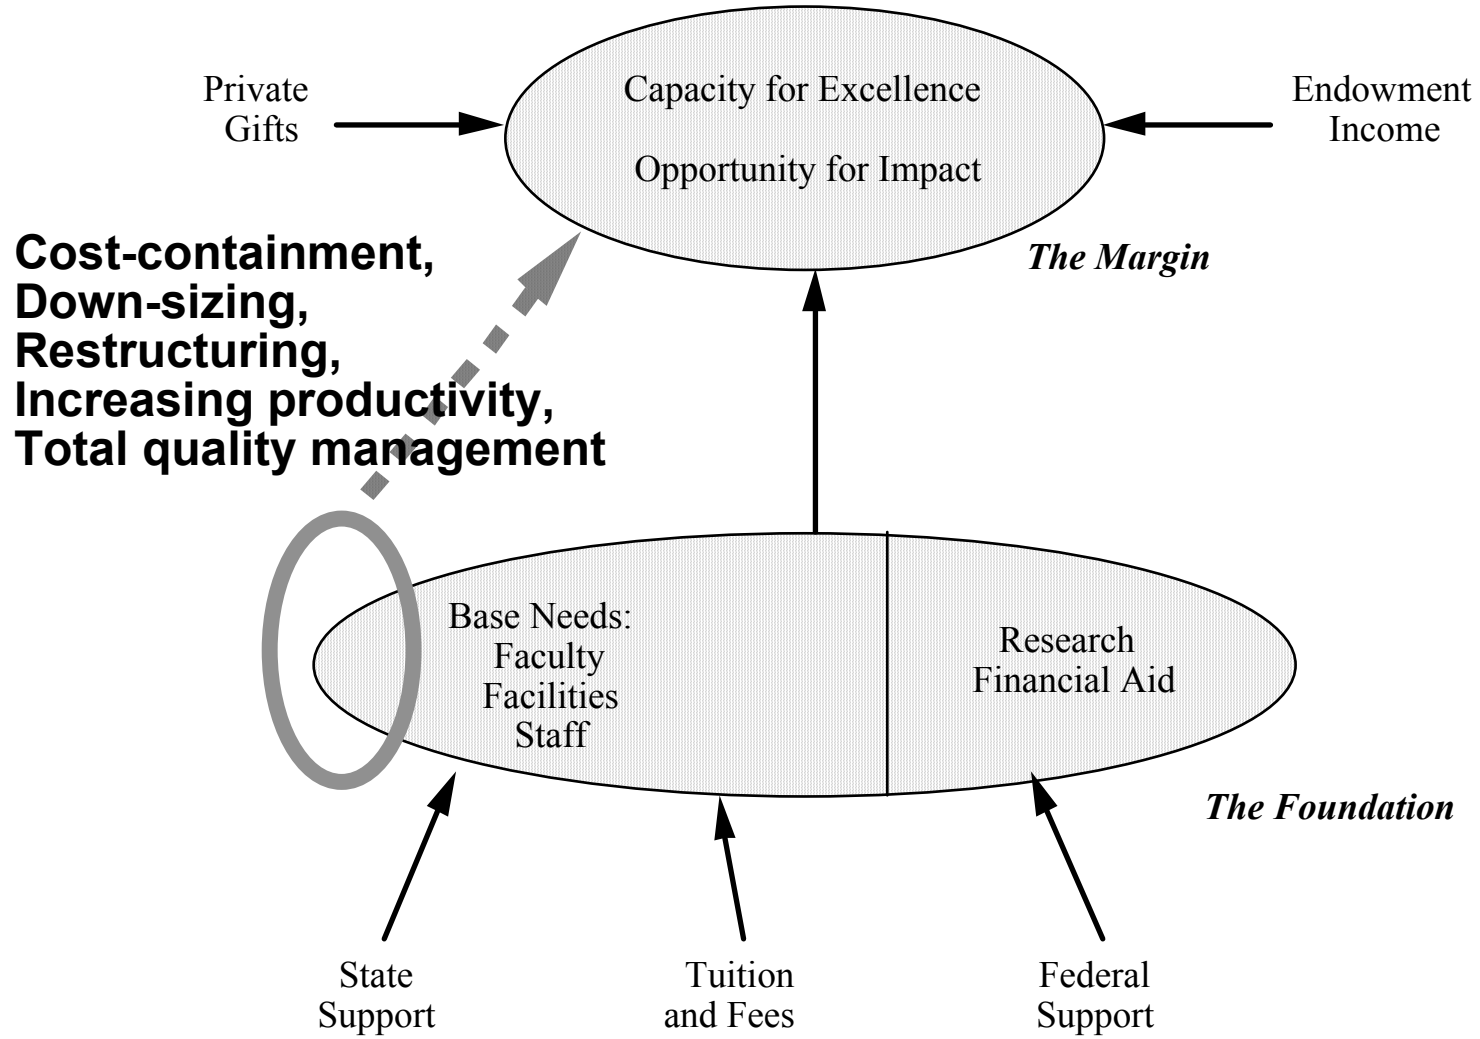 Private
Gifts
Capacity for Excellence
Opportunity for Impact
Endowment
Income
The Margin
Cost-containment,
Down-sizing,
Restructuring,
Increasing productivity,
Total quality management
Base Needs:
Faculty
Facilities
Staff
Research
Financial Aid
The Foundation
State
Support
Tuition
and Fees
Federal
Support